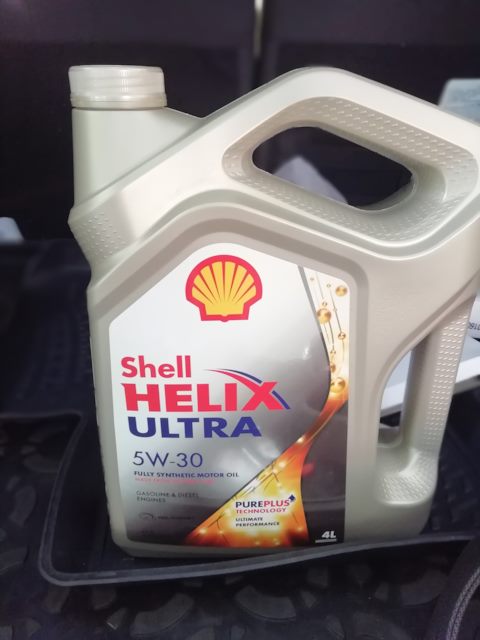 Shell
HELIX
ULTRA
5W-30
FULLY SYNTHETIC MOTOR OIL
GASOLINE & DIESEL
ENGINES
PUREPLUS
TECHNOLOGY
ULTIMATE
PERFORMANCE
4L